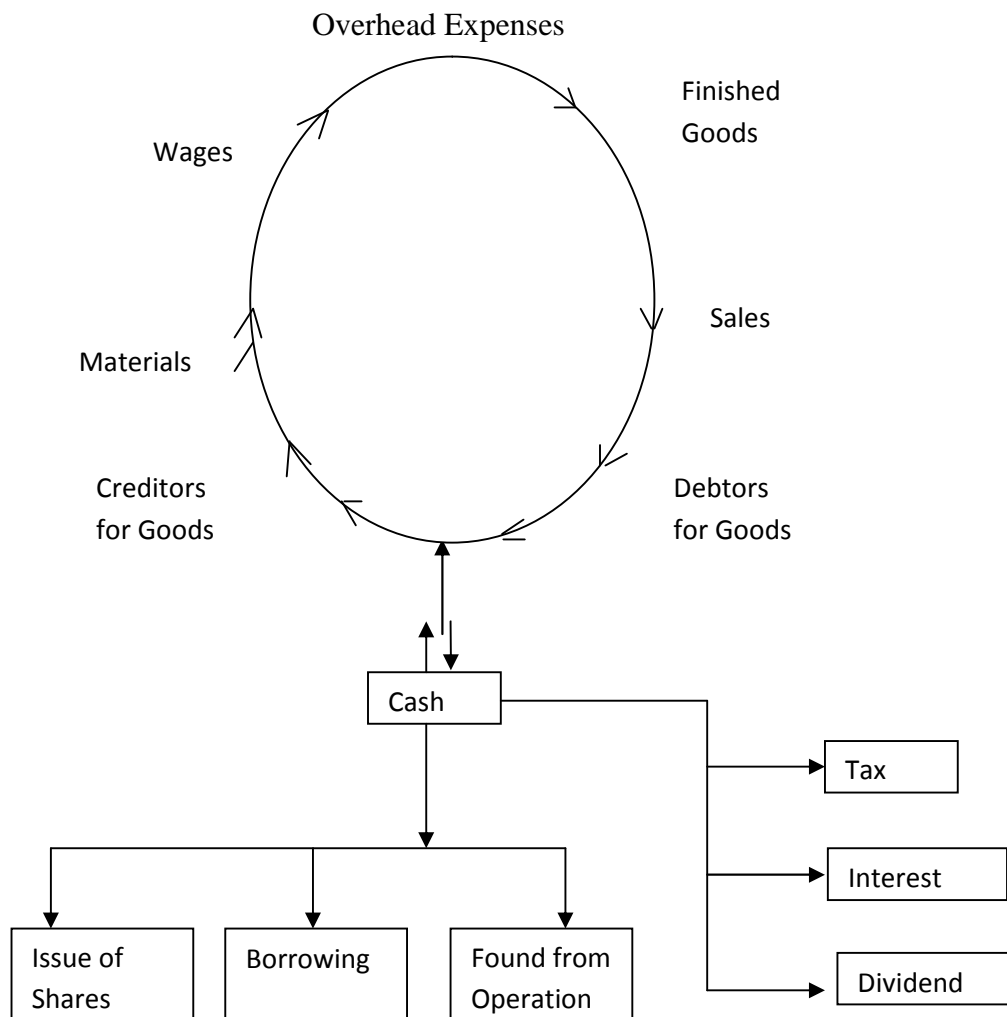 Overhead Expenses
Finished
Goods
Wages
Sales
Materials
Creditors
for Goods
Debtors
for Goods
Cash
Tax
Interest
Dividend
Issue of
Shares
Borrowing
Found from
Operation